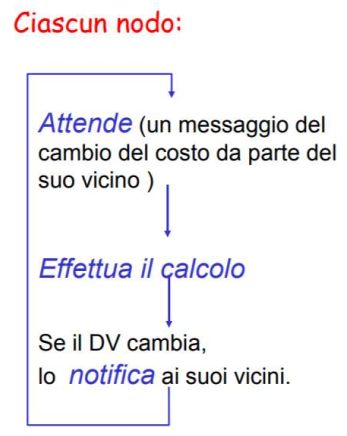 Ciascun nodo:
Attende (un messaggio del
cambio del costo da parte del
suo vicino )
Effettua il calcolo
Se il DV cambia,
lo notifica ai suoi vicini.